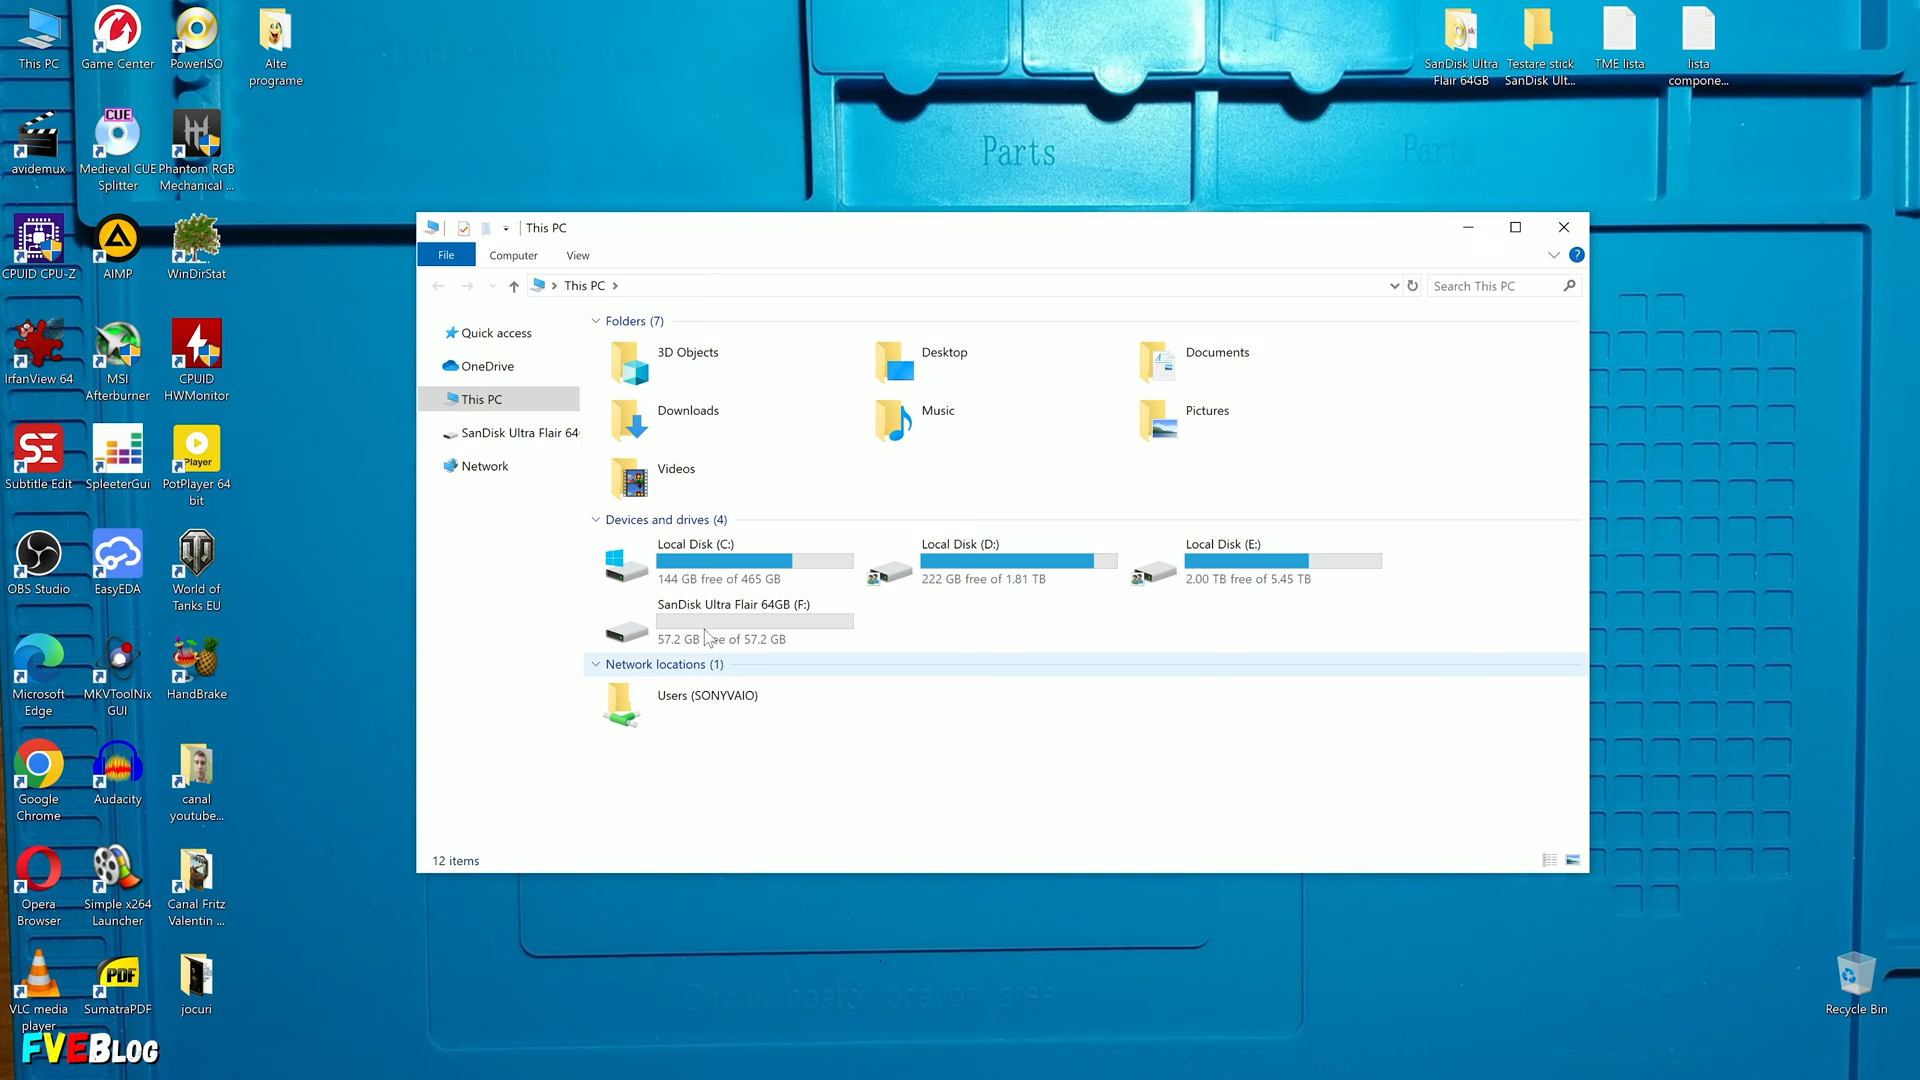 This PC
Game Center
PowerISO
Alte
programe
SanDisk Ultra
Flair 64GB
Testare stick
SanDisk Ult...
TME lista
lista
compone...
Parts
Parts
avidemux
CUE
Medieval CUE
Splitter
Phantom RGB
Mechanical ...
CPUID CPU-Z
AIMP
WinDirStat
IrfanView 64
MSI
Afterburner
CPUID
HWMonitor
SE
Subtitle Edit
SpleeterGui
Player
PotPlayer 64
bit
OBS Studio
EasyEDA
World of
Tanks EU
Microsoft
Edge
MKVToolNix
GUI
HandBrake
Google
Chrome
Audacity
canal
youtube...
Opera
Browser
Simple x264
Launcher
Canal Fritz
Valentin ...
VLC media
player
PDF
SumatraPDF
jocuri
FVEBLOG
This PC
File
Computer
View
This PC
Search This PC
Quick access
OneDrive
This PC
SanDisk Ultra Flair 64
Network
Folders (7)
3D Objects
Desktop
Documents
Downloads
Music
Pictures
Videos
Devices and drives (4)
Local Disk (C:)
144 GB free of 465 GB
Local Disk (D:)
222 GB free of 1.81 TB
Local Disk (E:)
2.00 TB free of 5.45 TB
SanDisk Ultra Flair 64GB (F:)
57.2 GB free of 57.2 GB
Network locations (1)
Users (SONYVAIO)
12 items
Recycle Bin